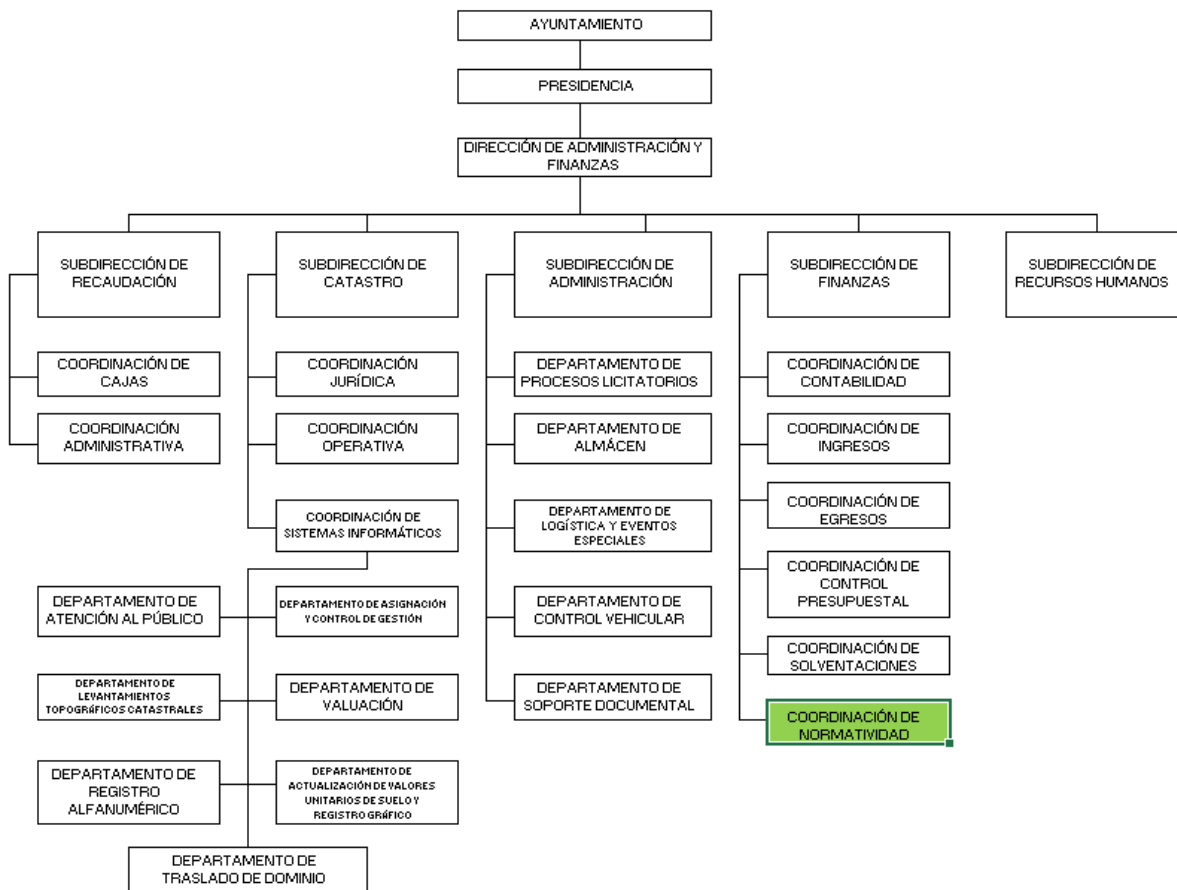 AYUNTAMIENTO
PRESIDENCIA
DIRECCIÓN DE ADMINISTRACIÓN Y
FINANZAS
SUBDIRECCIÓN DE
RECAUDACIÓN
SUBDIRECCIÓN DE
CATASTRO
SUBDIRECCIÓN DE
ADMINISTRACIÓN
SUBDIRECCIÓN DE
FINANZAS
SUBDIRECCIÓN DE
RECURSOS HUMANOS
COORDINACIÓN DE
CAJAS
COORDINACIÓN
JURÍDICA
DEPARTAMENTO DE
PROCESOS LICITATORIOS
COORDINACIÓN DE
CONTABILIDAD
COORDINACIÓN
ADMINISTRATIVA
COORDINACIÓN
OPERATIVA
DEPARTAMENTO DE
ALMÁCEN
COORDINACIÓN DE
INGRESOS
COORDINACIÓN DE
SISTEMAS INFORMÁTICOS
DEPARTAMENTO DE
LOGÍSTICA Y EVENTOS
ESPECIALES
COORDINACIÓN DE
EGRESOS
COORDINACIÓN DE
CONTROL
PRESUPUESTAL
DEPARTAMENTO DE
ATENCIÓN AL PÚBLICO
DEPARTAMENTO DE ASIGNACIÓN
Y CONTROL DE GESTIÓN
DEPARTAMENTO DE
CONTROL VEHICULAR
COORDINACIÓN DE
SOLVENTACIONES
DEPARTAMENTO DE
LEVANTAMIENTOS
TOPOGRÁFICOS CATASTRALES
DEPARTAMENTO DE
VALUACIÓN
DEPARTAMENTO DE
SOPORTE DOCUMENTAL
COORDINACIÓN DE
NORMATIVIDAD
DEPARTAMENTO DE
REGISTRO
ALFANUMÉRICO
DEPARTAMENTO DE
ACTUALIZACIÓN DE VALORES
UNITARIOS DE SUELO Y
REGISTRO GRÁFICO
DEPARTAMENTO DE
TRASLADO DE DOMINIO